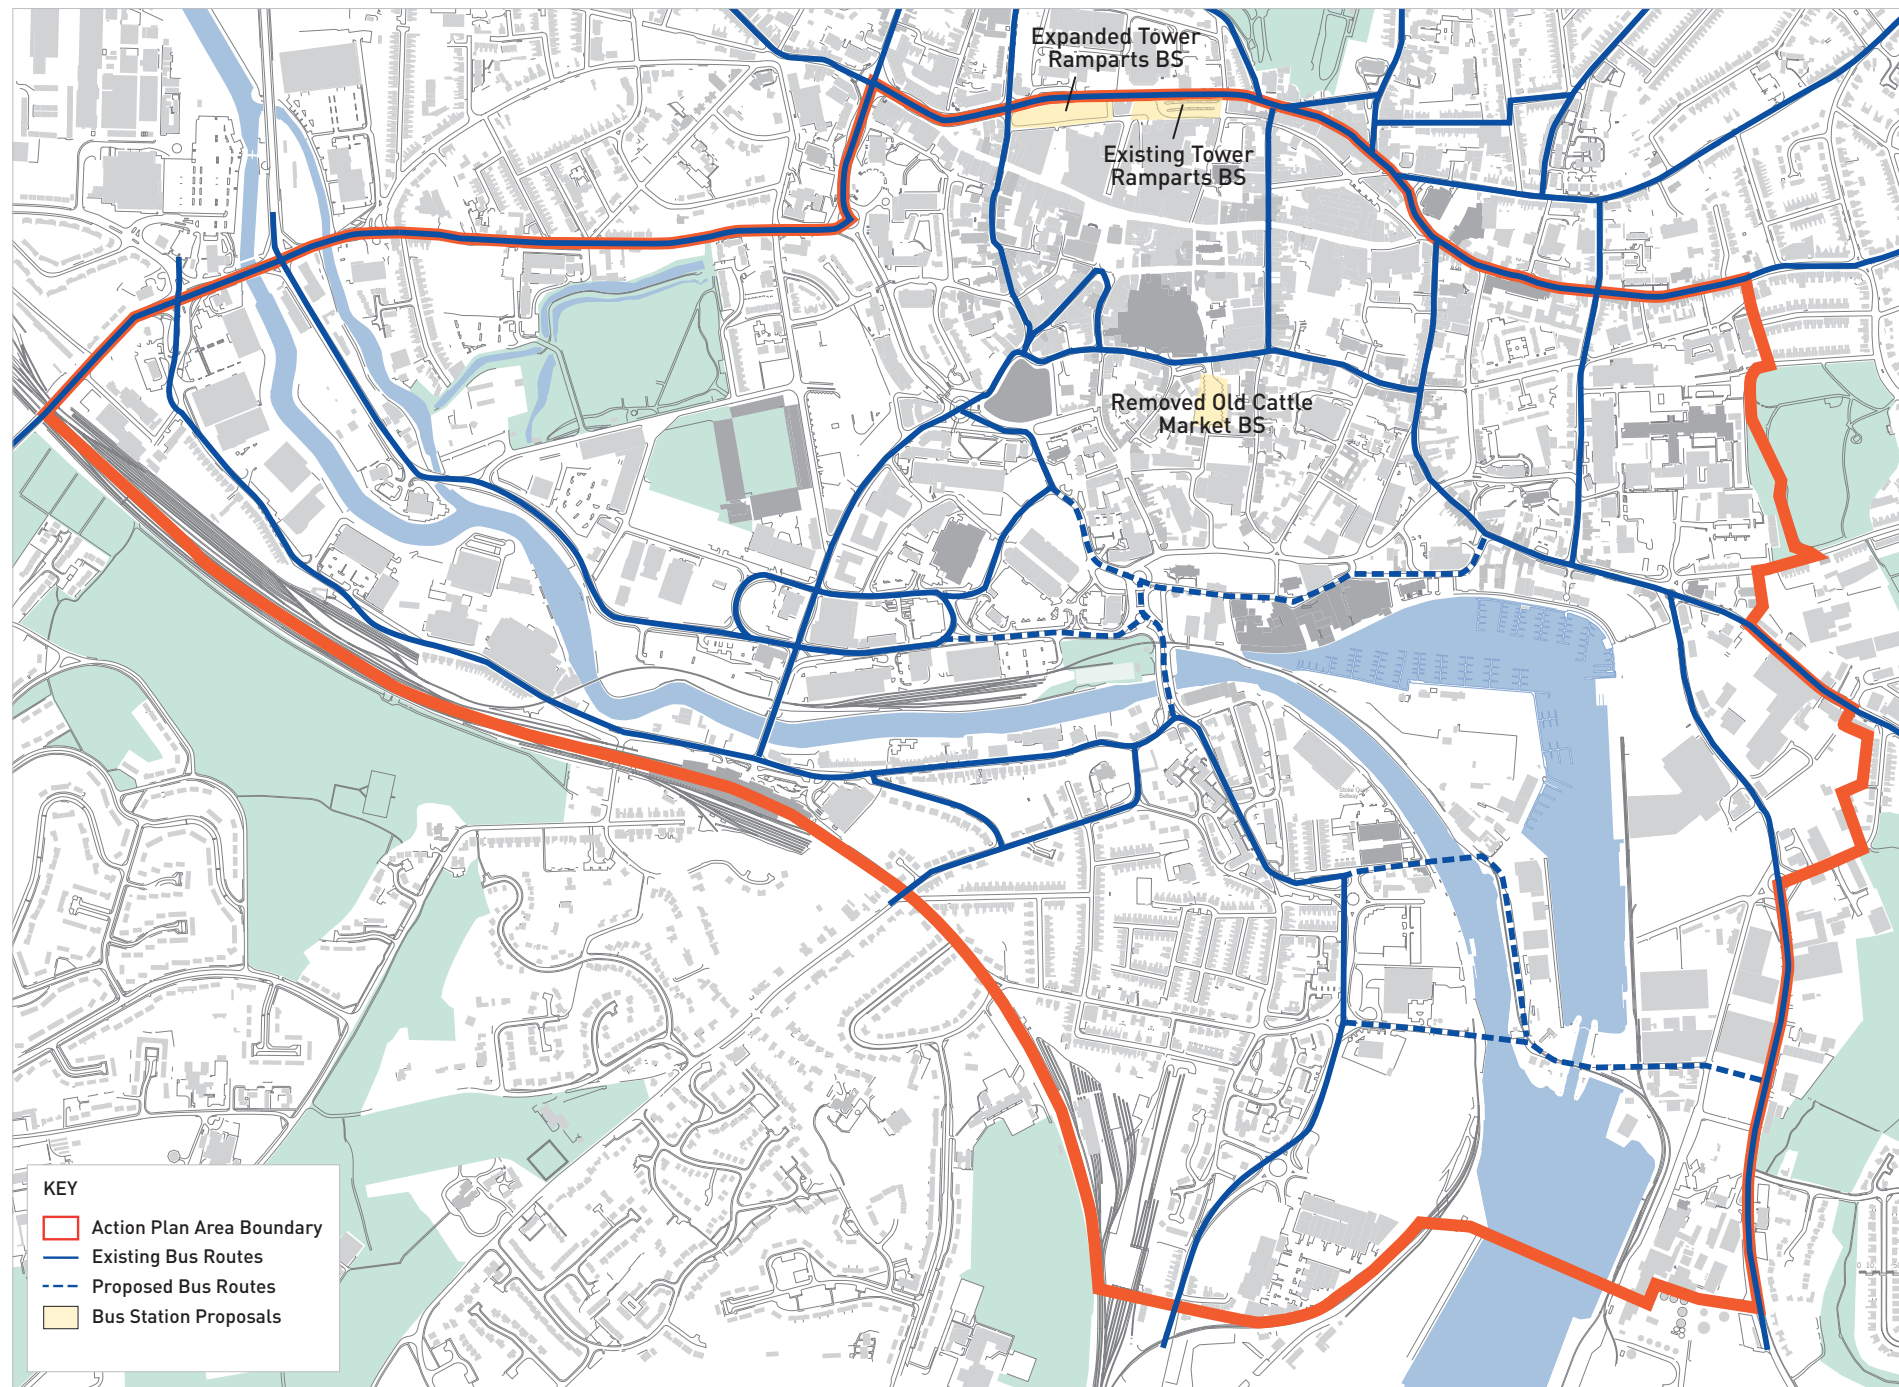 Expanded Tower
Ramparts BS
Existing Tower
Ramparts BS
Removed Old Cattle
Market BS
KEY
Action Plan Area Boundary
Existing Bus Routes
Proposed Bus Routes
Bus Station Proposals